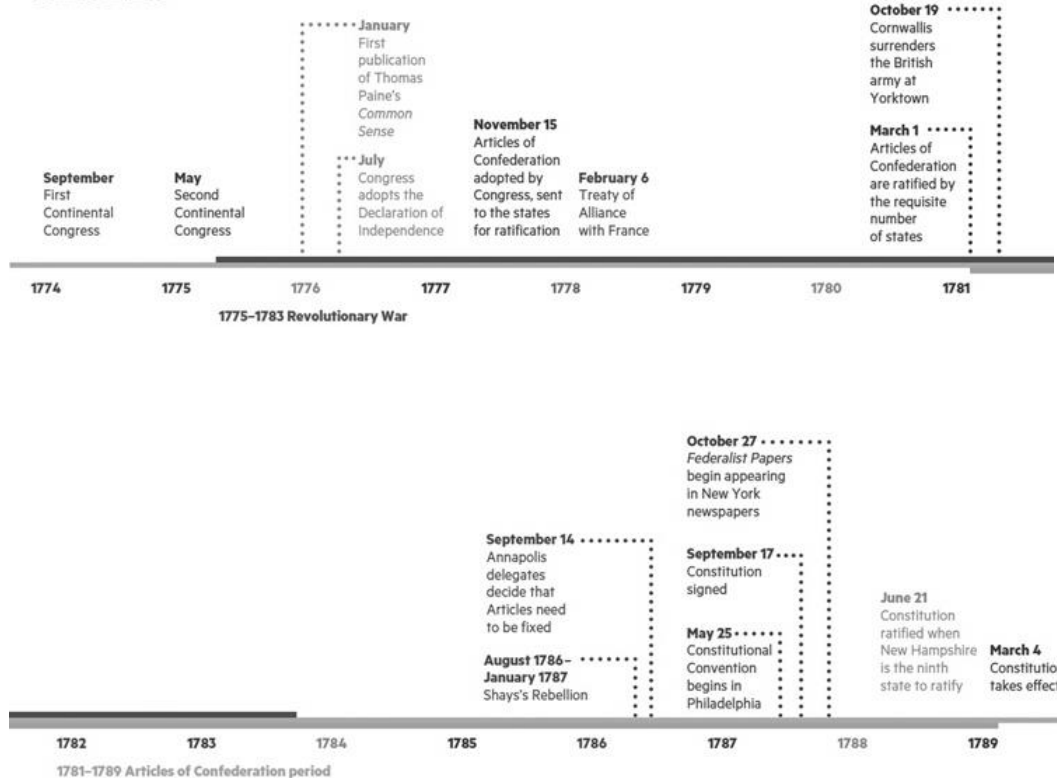 January
First
publication
of Thomas
Paine's
Common
Sense
July
Congress
adopts the
Declaration of
Independence
September
First
Continental
Congress
May
Second
Continental
Congress
November 15
Articles of
Confederation
adopted by
Congress, sent
to the states
for ratification
February 6
Treaty of
Alliance
with France
October 19
Cornwallis
surrenders
the British
army at
Yorktown
March 1
Articles of
Confederation
are ratified by
the requisite
number
of states
1774 1775 1776 1777 1778 1779 1780 1781
1775–1783 Revolutionary War
October 27
Federalist Papers
begin appearing
in New York
newspapers
September 14
Annapolis
delegates
decide that
Articles need
to be fixed
August 1786–
January 1787
Shays's Rebellion
September 17
Constitution
signed
May 25
Constitutional
Convention
begins in
Philadelphia
June 21
Constitution
ratified when
New Hampshire
is the ninth
state to ratify
March 4
Constitutio
takes effec
1782 1783 1784 1785 1786 1787 1788 1789
1781–1789 Articles of Confederation period